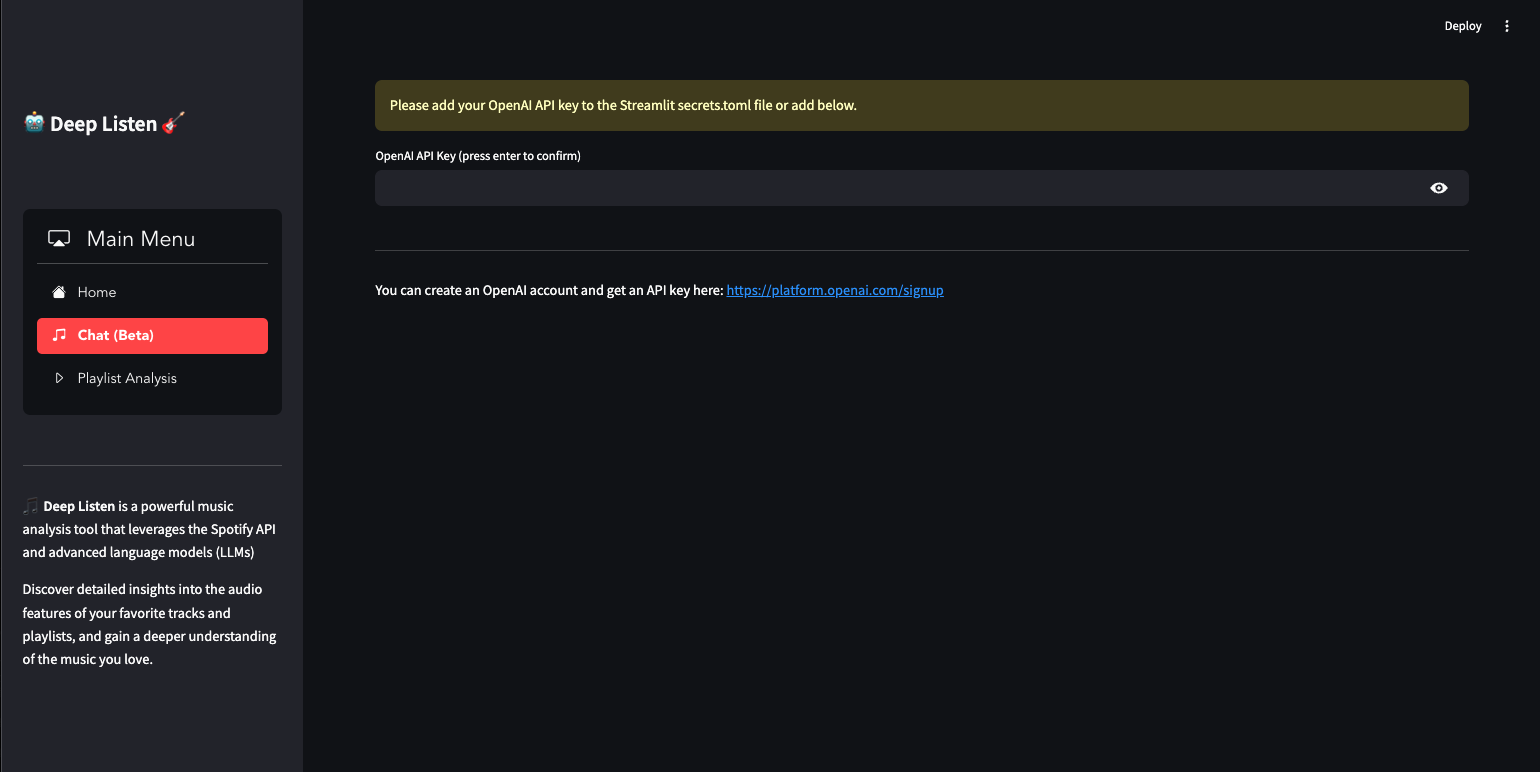 Deploy
Deep Listen
Main Menu
Home
Chat (Beta)
Playlist Analysis
Deep Listen is a powerful music
analysis tool that leverages the Spotify API
and advanced language models (LLMs)
Discover detailed insights into the audio
features of your favorite tracks and
playlists, and gain a deeper understanding
of the music you love.
Please add your OpenAI API key to the Streamlit secrets.toml file or add below.
OpenAI API Key (press enter to confirm)
You can create an OpenAI account and get an API key here: https://platform.openai.com/signup